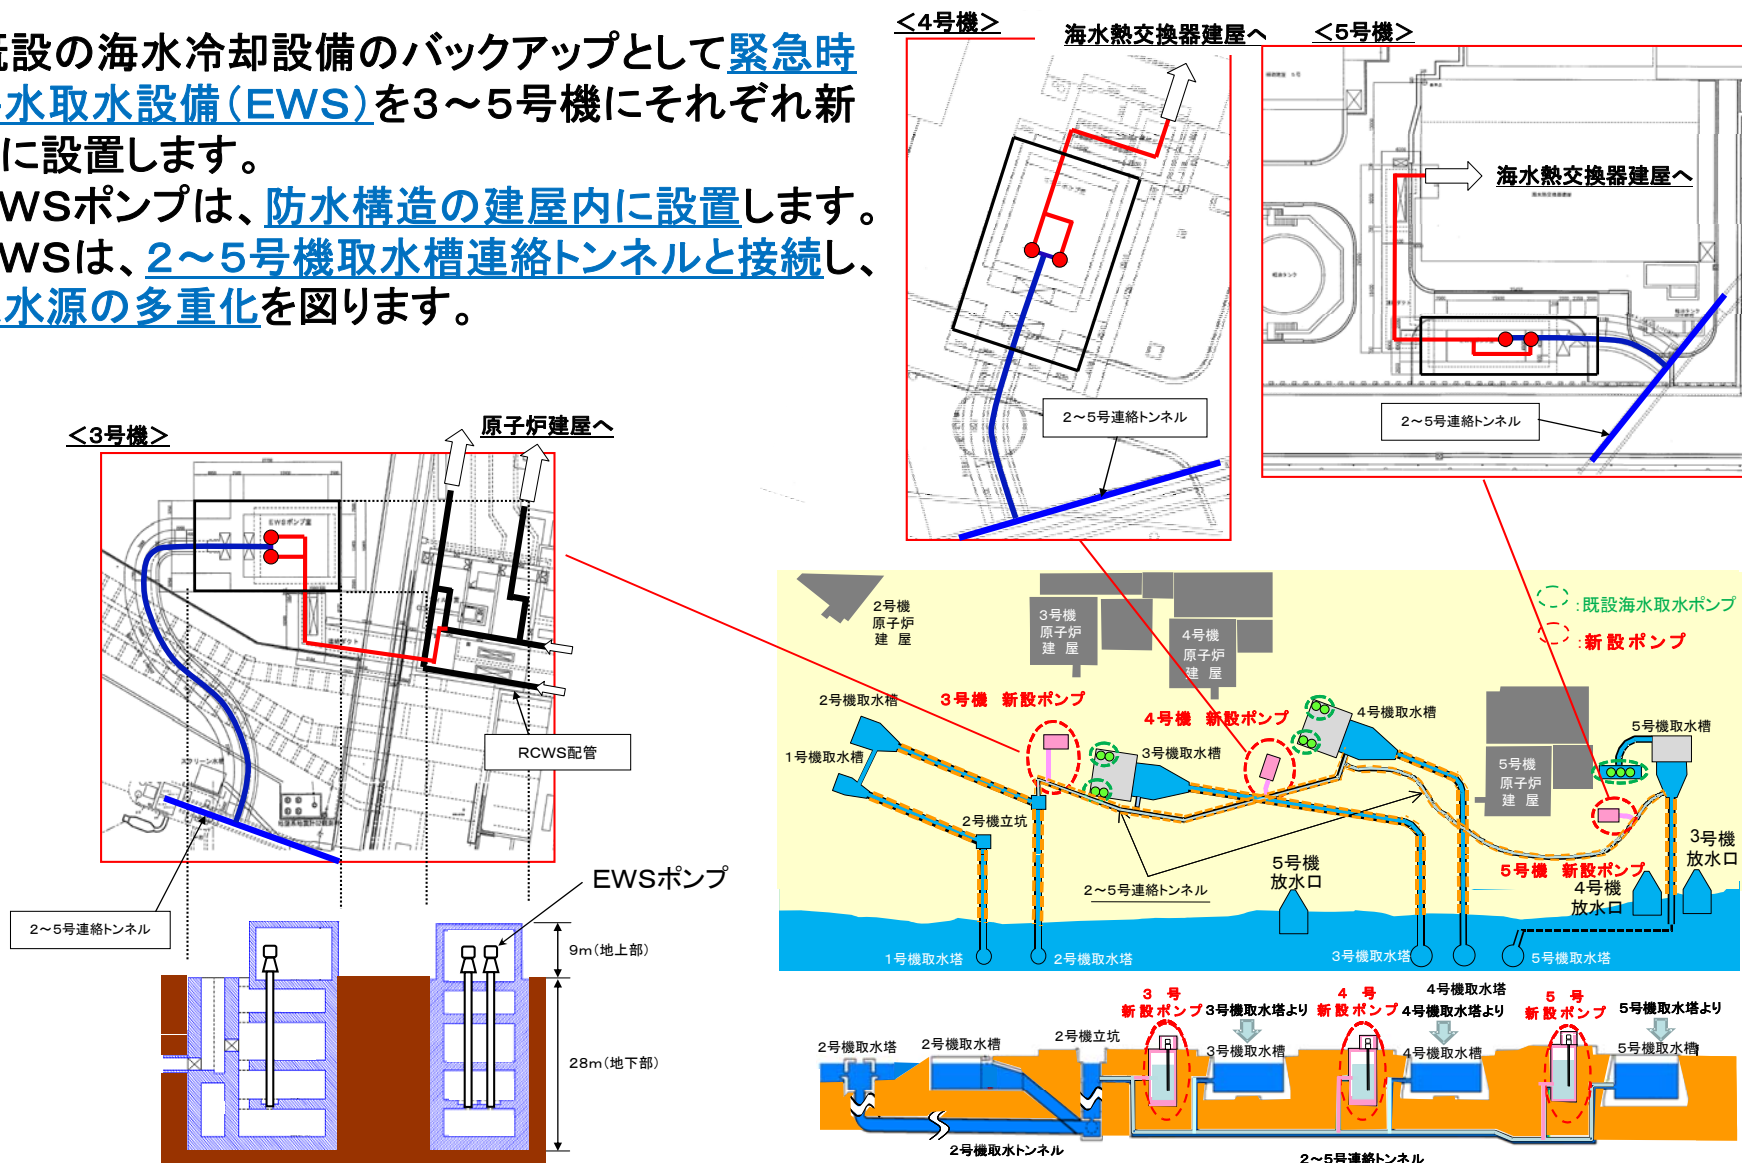 設の海水冷却設備のバックアップとして緊急時
水取水設備(EWS)を3～5号機にそれぞれ新
に設置します。
WSポンプは、防水構造の建屋内に設置します。
WSは、2～5号機取水槽連絡トンネルと接続し、
水源の多重化を図ります。
＜4号機＞
海水熱交換器建屋へ
2～5号連絡トンネル
＜5号機＞
海水熱交換器建屋へ
軽油タンク
2～5号連絡トンネル
＜3号機＞
原子炉建屋へ
EWSポンプ室
RCWS配管
2～5号連絡トンネル
EWSポンプ
9m(地上部)
28m(地下部)
2号機
原子炉
建 屋
3号機
原子炉
建 屋
4号機
原子炉
建 屋
:既設海水取水ポンプ
:新設ポンプ
2号機取水槽
3号機 新設ポンプ
4号機 新設ポンプ
4号機取水槽
5号機取水槽
1号機取水槽
3号機取水槽
5号機
原子炉
建 屋
2号機立坑
5号機 新設ポンプ
3号機
放水口
5号機
放水口
4号機
放水口
2～5号連絡トンネル
1号機取水塔
2号機取水塔
3号機取水塔
5号機取水塔
4号機取水塔
3 号
新設ポンプ
3号機取水塔より
4 号
新設ポンプ
4号機取水塔より
5 号
新設ポンプ
5号機取水塔より
2号機取水塔
2号機取水槽
2号機立坑
3号機取水槽
4号機取水槽
5号機取水槽
2号機取水トンネル
2～5号連絡トンネル